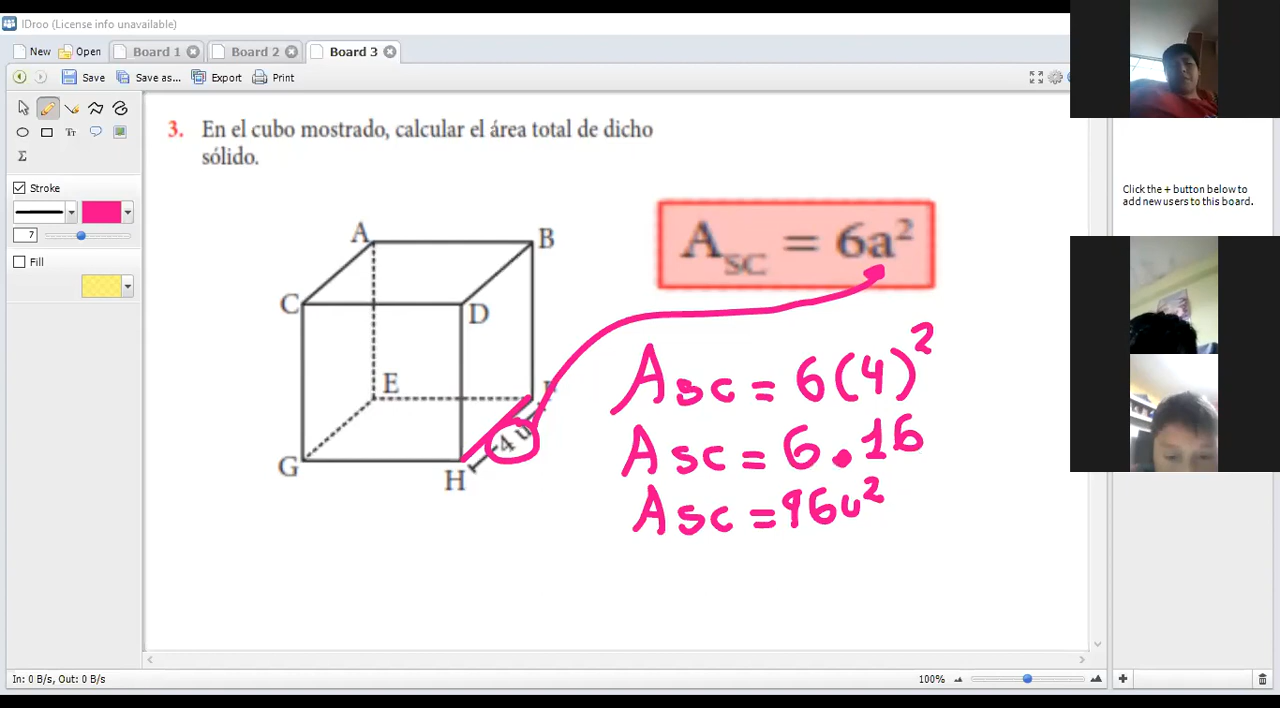 IDroo (License info unavailable)
New Open Board 1 Board 2 Board 3
Save Save as... Export Print
3. En el cubo mostrado, calcular el área total de dicho
sólido.
Stroke
7
Fill
A B
C D
E
G H
4 u
A_SC = 6a²
Asc = 6(4)²
Asc = 6.16
Asc = 96u²
Click the + button below to
add new users to this board.
In: 0 B/s, Out: 0 B/s
100%